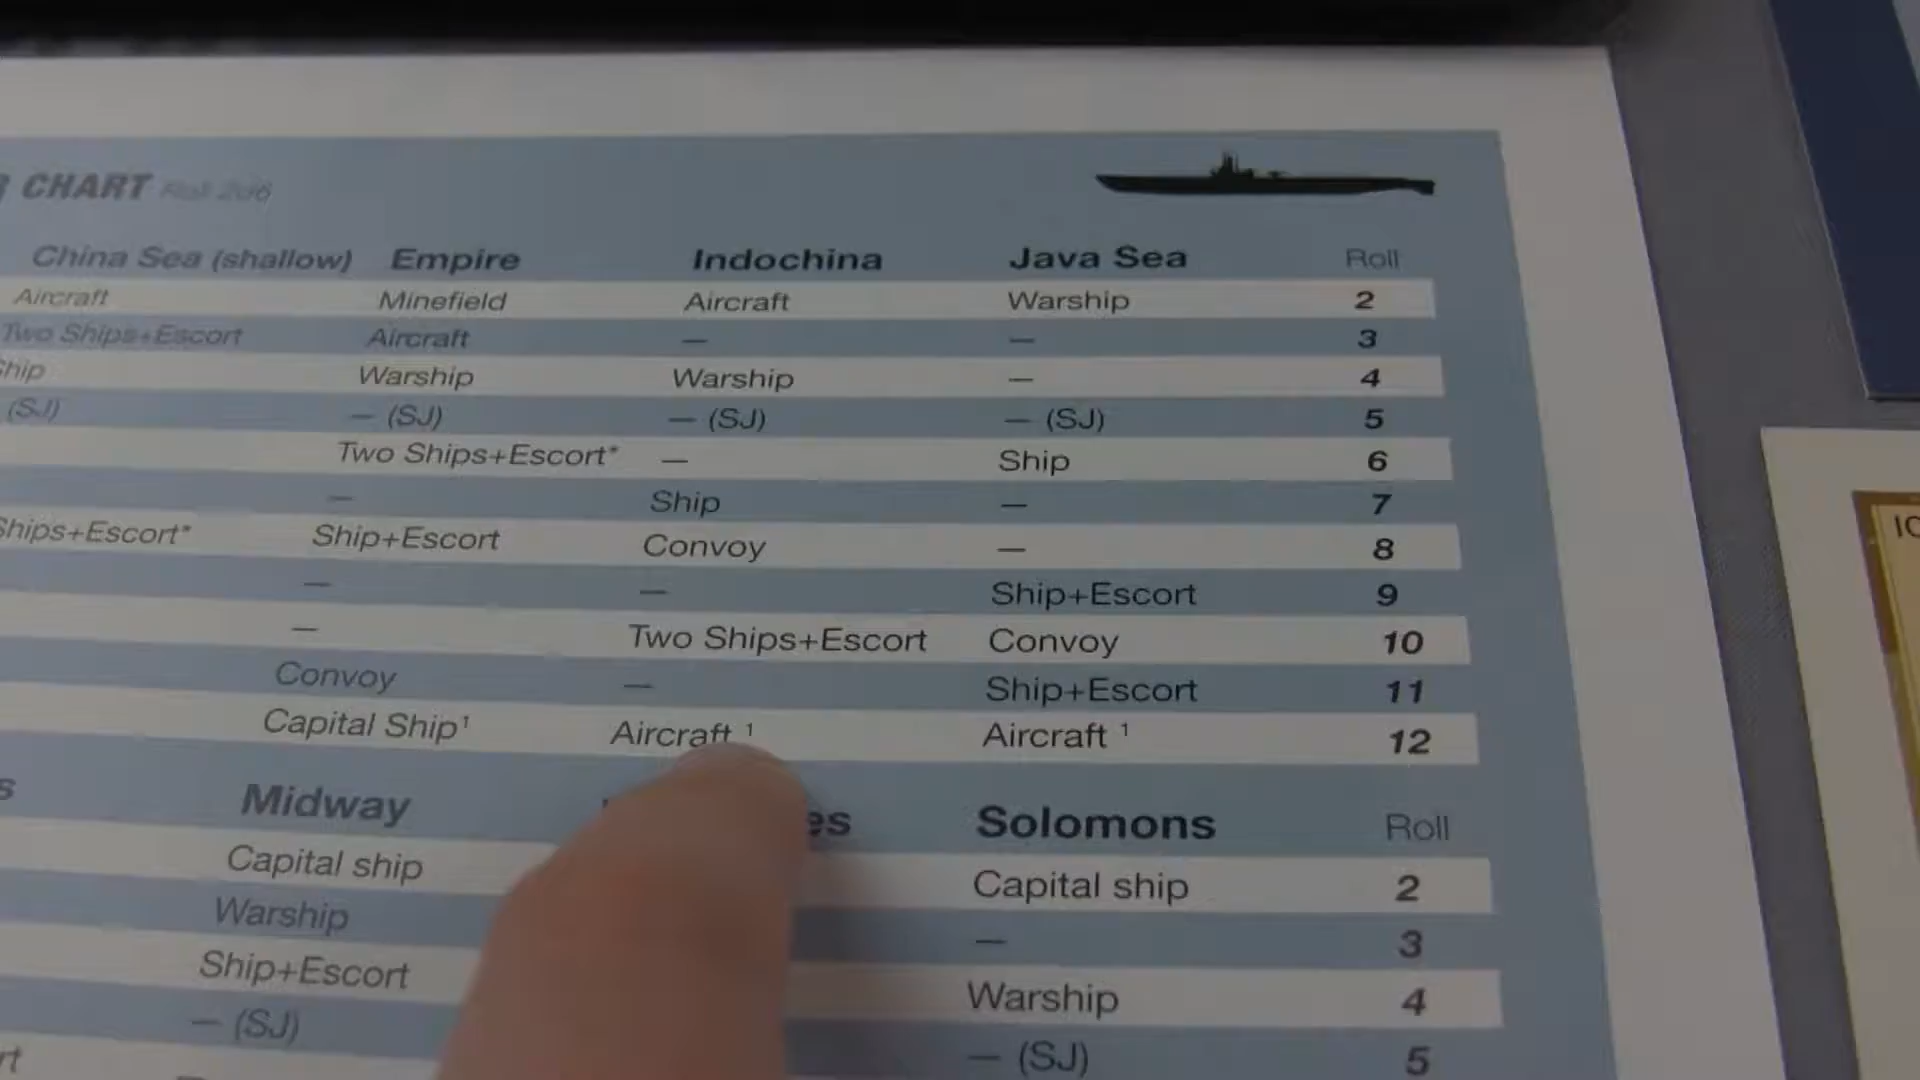 CHART Roll 2d6
China Sea (shallow) Empire Indochina Java Sea Roll
Aircraft Minefield Aircraft Warship 2
Two Ships+Escort Aircraft — — 3
Ship Warship Warship — 4
(SJ) — (SJ) — (SJ) — (SJ) 5
Two Ships+Escort* — Ship 6
— Ship — 7
Ships+Escort* Ship+Escort Convoy — 8
— — Ship+Escort 9
— Two Ships+Escort Convoy 10
Convoy — Ship+Escort 11
Capital Ship¹ Aircraft ¹ Aircraft ¹ 12
Midway es Solomons Roll
Capital ship Capital ship 2
Warship — 3
Ship+Escort Warship 4
— (SJ) — (SJ) 5